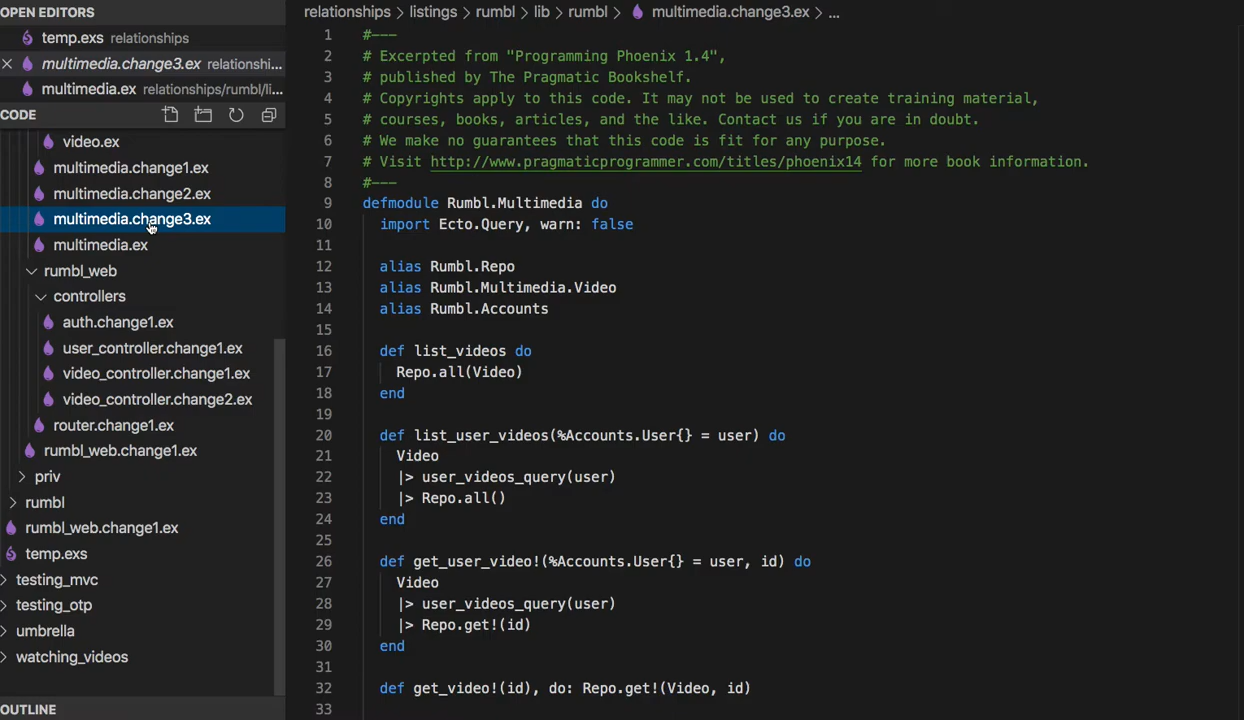 OPEN EDITORS
temp.exs relationships
multimedia.change3.ex relationshi...
multimedia.ex relationships/rumbl/li...
CODE
video.ex
multimedia.change1.ex
multimedia.change2.ex
multimedia.change3.ex
multimedia.ex
rumbl_web
controllers
auth.change1.ex
user_controller.change1.ex
video_controller.change1.ex
video_controller.change2.ex
router.change1.ex
rumbl_web.change1.ex
priv
rumbl
rumbl_web.change1.ex
temp.exs
testing_mvc
testing_otp
umbrella
watching_videos
OUTLINE
relationships > listings > rumbl > lib > rumbl > multimedia.change3.ex > ...
1 #---
2 # Excerpted from "Programming Phoenix 1.4",
3 # published by The Pragmatic Bookshelf.
4 # Copyrights apply to this code. It may not be used to create training material,
5 # courses, books, articles, and the like. Contact us if you are in doubt.
6 # We make no guarantees that this code is fit for any purpose.
7 # Visit http://www.pragmaticprogrammer.com/titles/phoenix14 for more book information.
8 #---
9 defmodule Rumbl.Multimedia do
10 import Ecto.Query, warn: false
11
12 alias Rumbl.Repo
13 alias Rumbl.Multimedia.Video
14 alias Rumbl.Accounts
15
16 def list_videos do
17 Repo.all(Video)
18 end
19
20 def list_user_videos(%Accounts.User{} = user) do
21 Video
22 |> user_videos_query(user)
23 |> Repo.all()
24 end
25
26 def get_user_video!(%Accounts.User{} = user, id) do
27 Video
28 |> user_videos_query(user)
29 |> Repo.get!(id)
30 end
31
32 def get_video!(id), do: Repo.get!(Video, id)
33